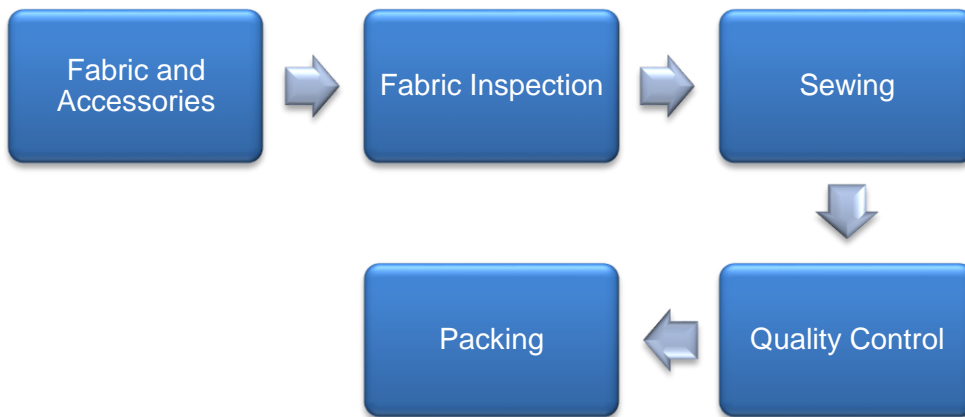 Fabric and
Accessories
Fabric Inspection
Sewing
Quality Control
Packing